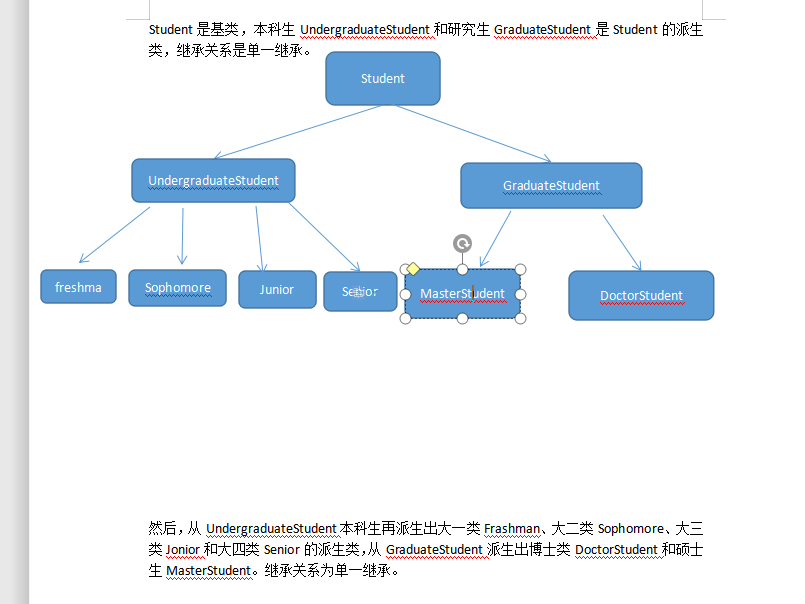 Student 是基类，本科生 UndergraduateStudent 和研究生 GraduateStudent 是 Student 的派生
类，继承关系是单一继承。
Student
UndergraduateStudent
GraduateStudent
freshma
Sophomore
Junior
Senior
MasterStudent
DoctorStudent
然后，从 UndergraduateStudent 本科生再派生出大一类 Frashman、大二类 Sophomore、大三
类 Jonior 和大四类 Senior 的派生类，从 GraduateStudent 派生出博士类 DoctorStudent 和硕士
生 MasterStudent。继承关系为单一继承。